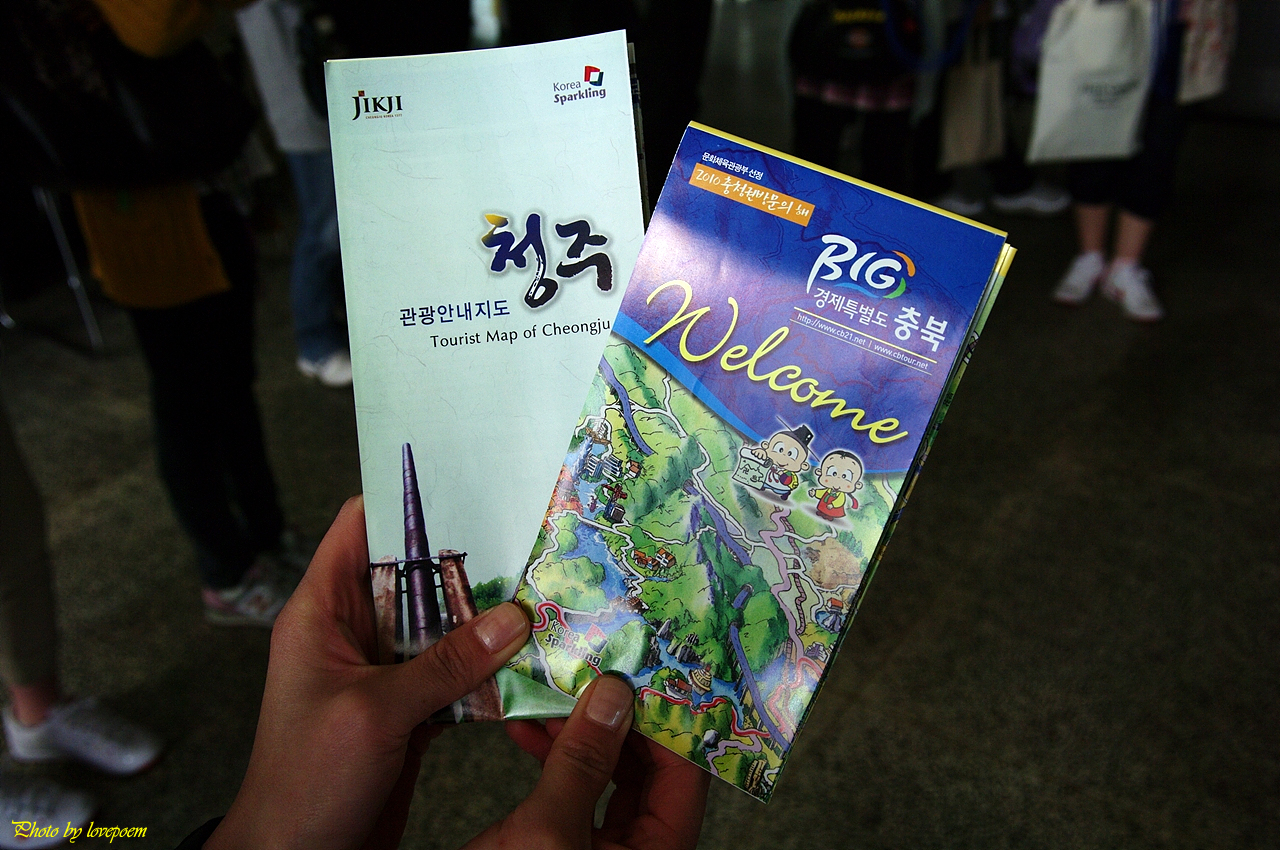 JIKJI
Korea
Sparkling
청주
관광안내지도
Tourist Map of Cheongju
문화체육관광부 선정
2010 충청권방문의 해
BIG
경제특별도 충북
http://www.cb21.net | www.cbtour.net
Welcome
Korea
Sparkling
Photo by lovepoem